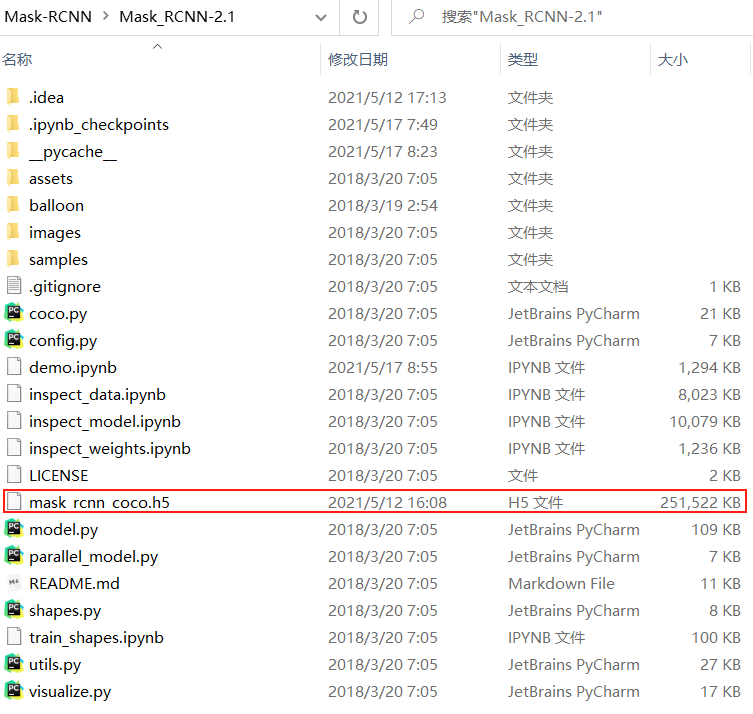 Mask-RCNN > Mask_RCNN-2.1 搜索"Mask_RCNN-2.1"
名称 修改日期 类型 大小
.idea 2021/5/12 17:13 文件夹
.ipynb_checkpoints 2021/5/17 7:49 文件夹
__pycache__ 2021/5/17 8:23 文件夹
assets 2018/3/20 7:05 文件夹
balloon 2018/3/19 2:54 文件夹
images 2018/3/20 7:05 文件夹
samples 2018/3/20 7:05 文件夹
.gitignore 2018/3/20 7:05 文本文档 1 KB
coco.py 2018/3/20 7:05 JetBrains PyCharm 21 KB
config.py 2018/3/20 7:05 JetBrains PyCharm 7 KB
demo.ipynb 2021/5/17 8:55 IPYNB 文件 1,294 KB
inspect_data.ipynb 2018/3/20 7:05 IPYNB 文件 8,023 KB
inspect_model.ipynb 2018/3/20 7:05 IPYNB 文件 10,079 KB
inspect_weights.ipynb 2018/3/20 7:05 IPYNB 文件 1,236 KB
LICENSE 2018/3/20 7:05 文件 2 KB
mask_rcnn_coco.h5 2021/5/12 16:08 H5 文件 251,522 KB
model.py 2018/3/20 7:05 JetBrains PyCharm 109 KB
parallel_model.py 2018/3/20 7:05 JetBrains PyCharm 7 KB
README.md 2018/3/20 7:05 Markdown File 11 KB
shapes.py 2018/3/20 7:05 JetBrains PyCharm 8 KB
train_shapes.ipynb 2018/3/20 7:05 IPYNB 文件 100 KB
utils.py 2018/3/20 7:05 JetBrains PyCharm 27 KB
visualize.py 2018/3/20 7:05 JetBrains PyCharm 17 KB